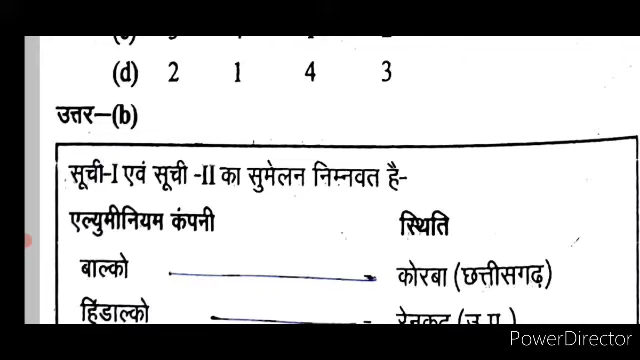 (d) 2 1 4 3
उत्तर–(b)
सूची-I एवं सूची -II का सुमेलन निम्नवत है-
एल्युमीनियम कंपनी स्थिति
बाल्को कोरबा (छत्तीसगढ़)
हिंडाल्को
PowerDirector